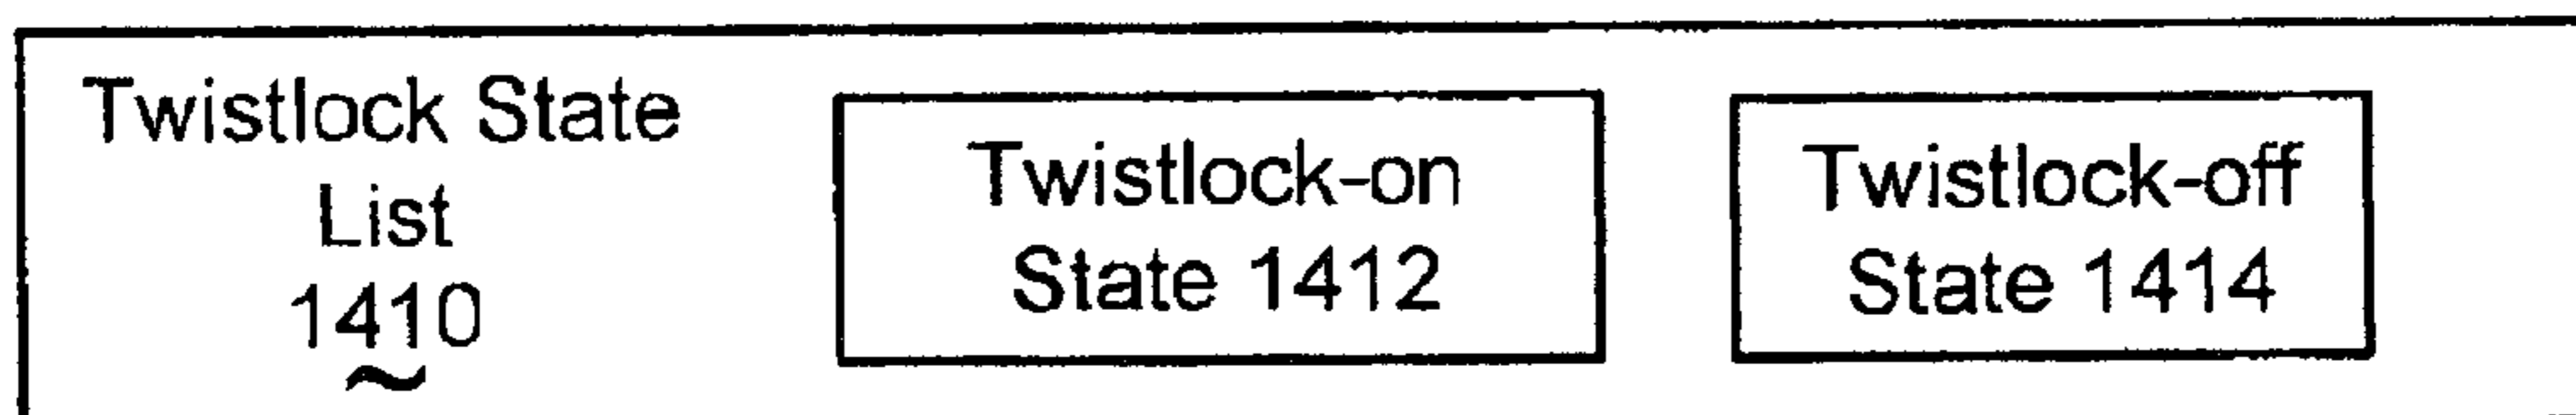 Twistlock State
List
1410
~
Twistlock-on
State 1412
Twistlock-off
State 1414